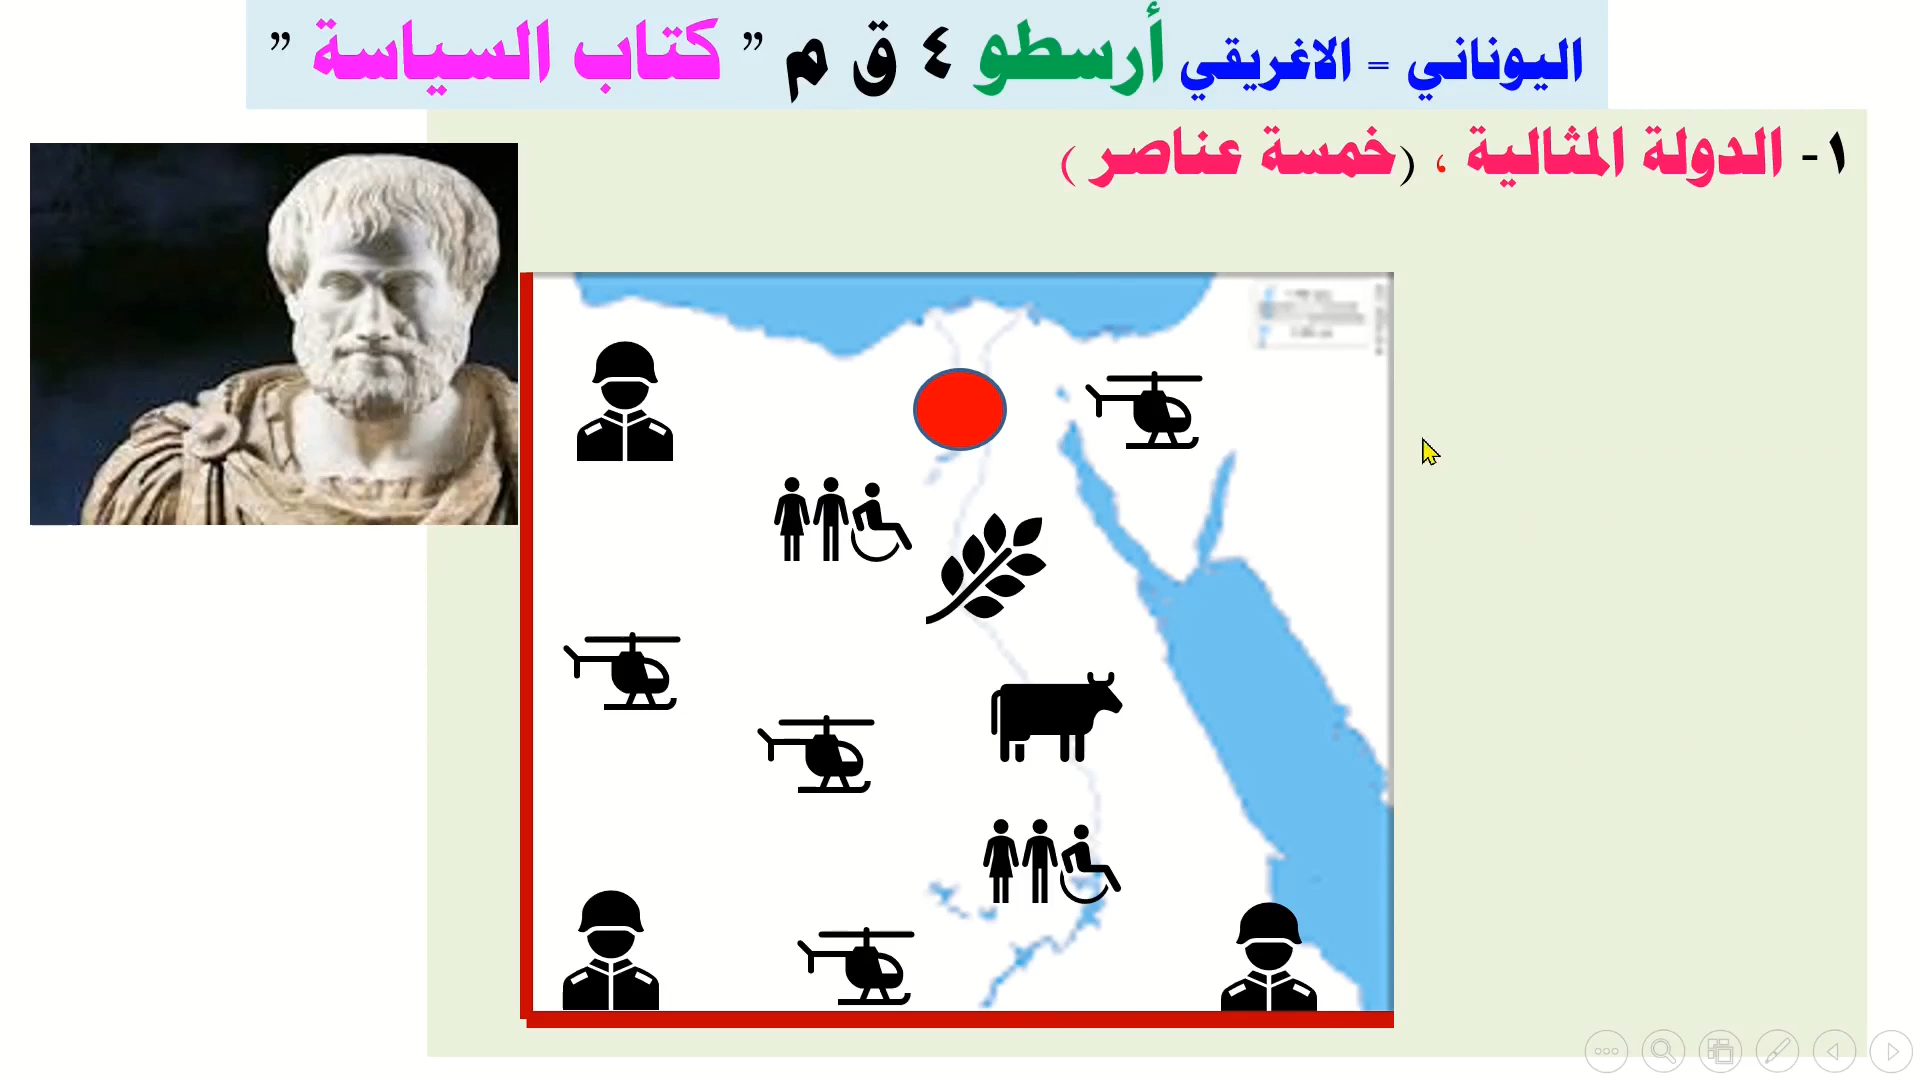 اليوناني = الاغريقي أرسطو ٤ ق م ” كتاب السياسة ”
١- الدولة المثالية ، (خمسة عناصر )